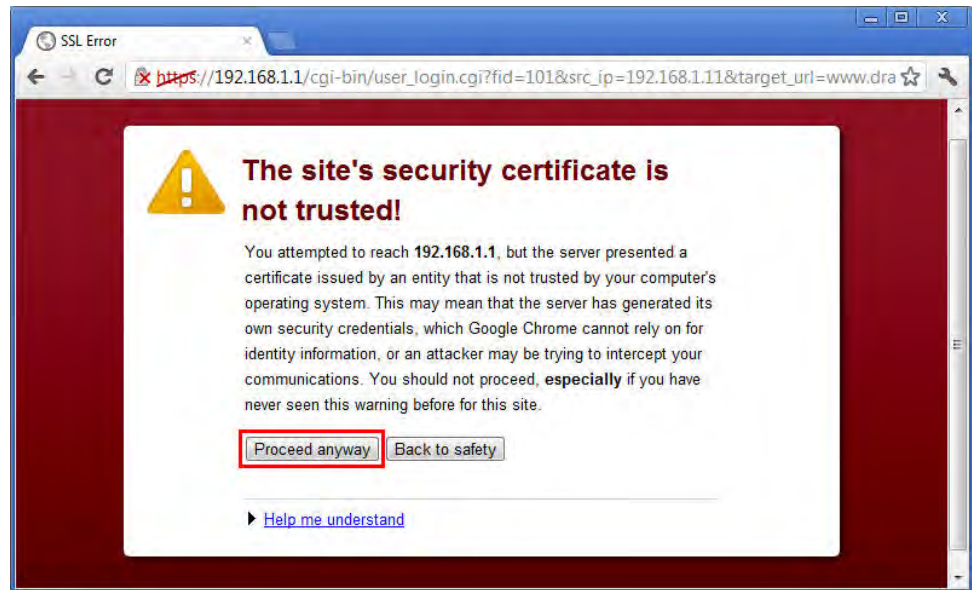 SSL Error
https://192.168.1.1/cgi-bin/user_login.cgi?fid=101&src_ip=192.168.1.11&target_url=www.dra
The site's security certificate is
not trusted!
You attempted to reach 192.168.1.1, but the server presented a
certificate issued by an entity that is not trusted by your computer's
operating system. This may mean that the server has generated its
own security credentials, which Google Chrome cannot rely on for
identity information, or an attacker may be trying to intercept your
communications. You should not proceed, especially if you have
never seen this warning before for this site.
Proceed anyway Back to safety
Help me understand